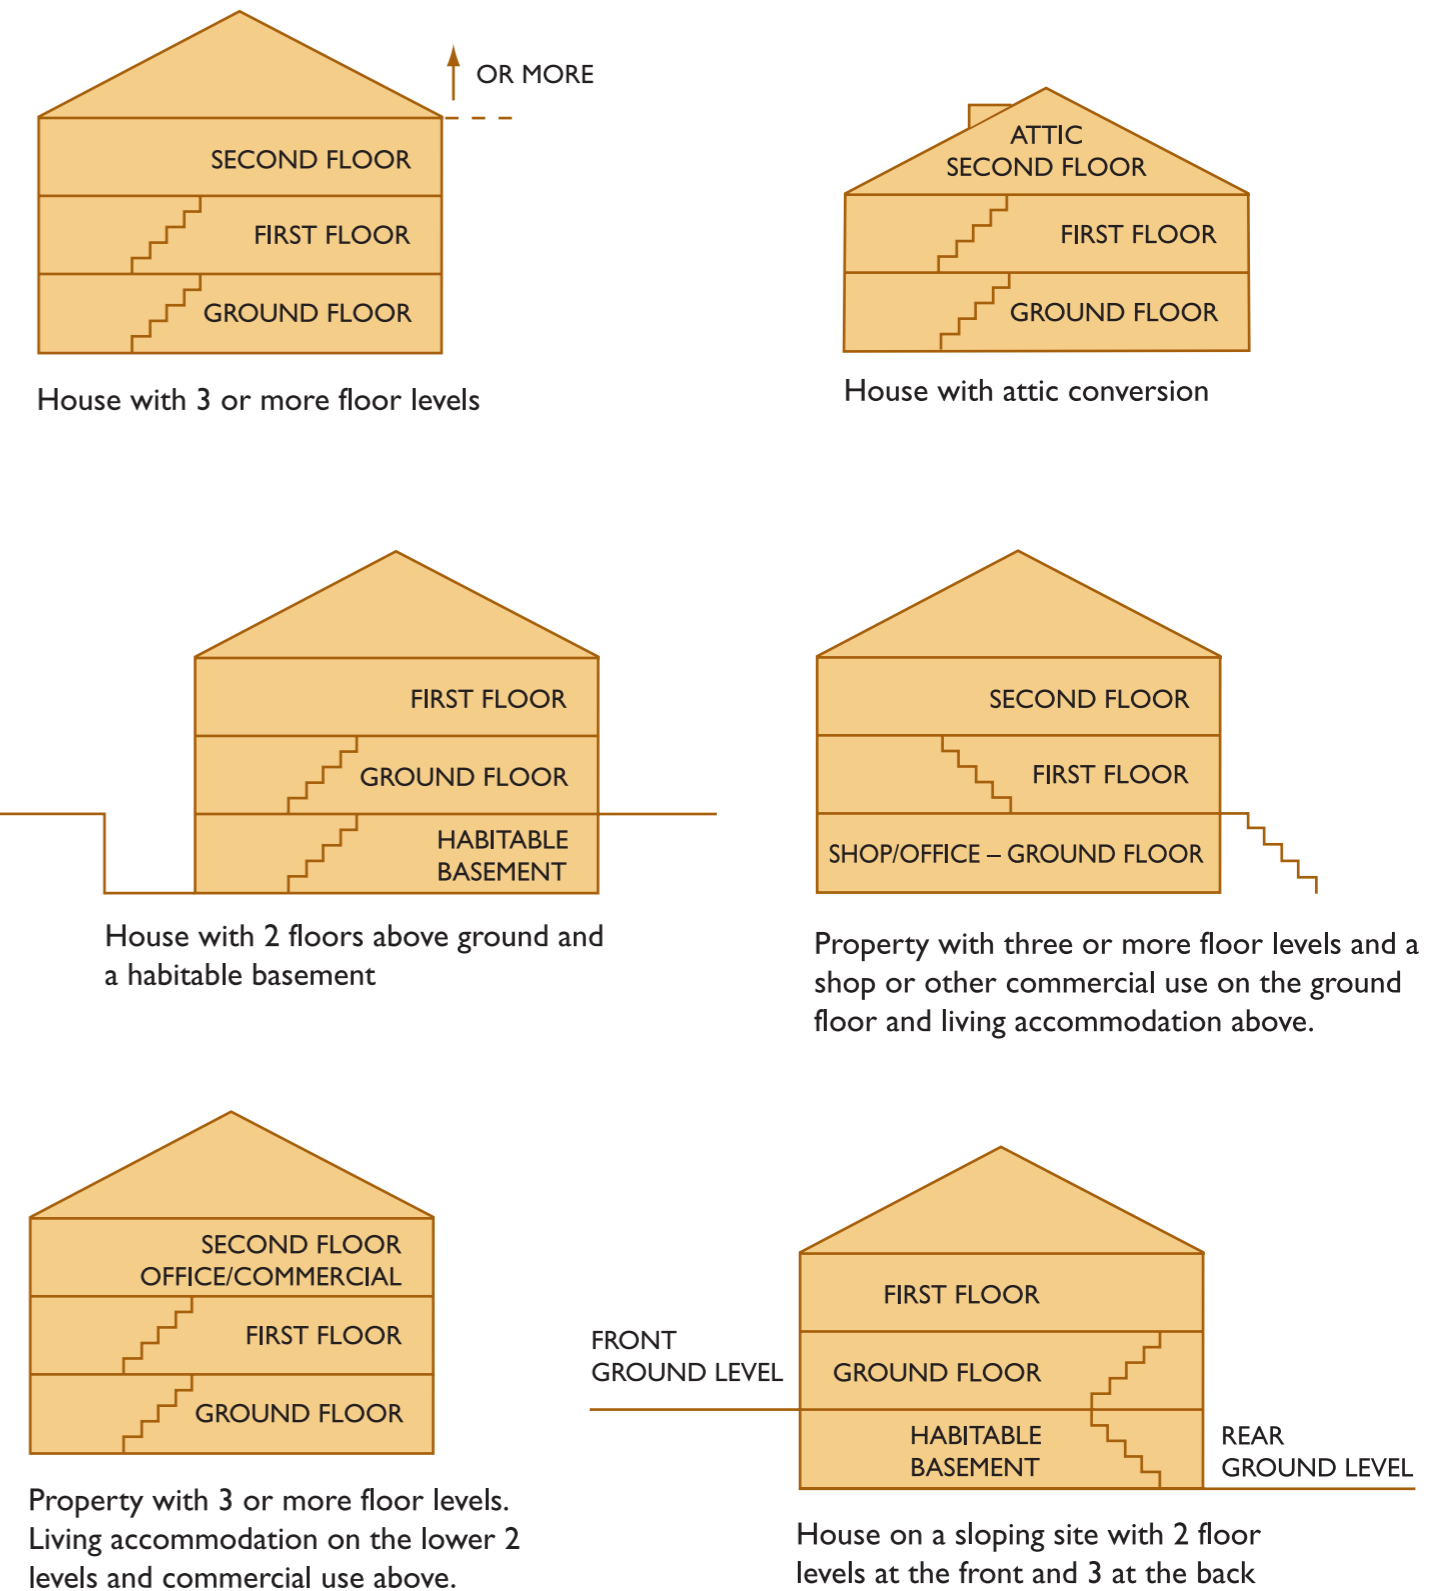 OR MORE
SECOND FLOOR
FIRST FLOOR
GROUND FLOOR
House with 3 or more floor levels
ATTIC
SECOND FLOOR
FIRST FLOOR
GROUND FLOOR
House with attic conversion
FIRST FLOOR
GROUND FLOOR
HABITABLE
BASEMENT
House with 2 floors above ground and
a habitable basement
SECOND FLOOR
FIRST FLOOR
SHOP/OFFICE – GROUND FLOOR
Property with three or more floor levels and a
shop or other commercial use on the ground
floor and living accommodation above.
SECOND FLOOR
OFFICE/COMMERCIAL
FIRST FLOOR
GROUND FLOOR
Property with 3 or more floor levels.
Living accommodation on the lower 2
levels and commercial use above.
FIRST FLOOR
FRONT
GROUND LEVEL
GROUND FLOOR
HABITABLE
BASEMENT
REAR
GROUND LEVEL
House on a sloping site with 2 floor
levels at the front and 3 at the back